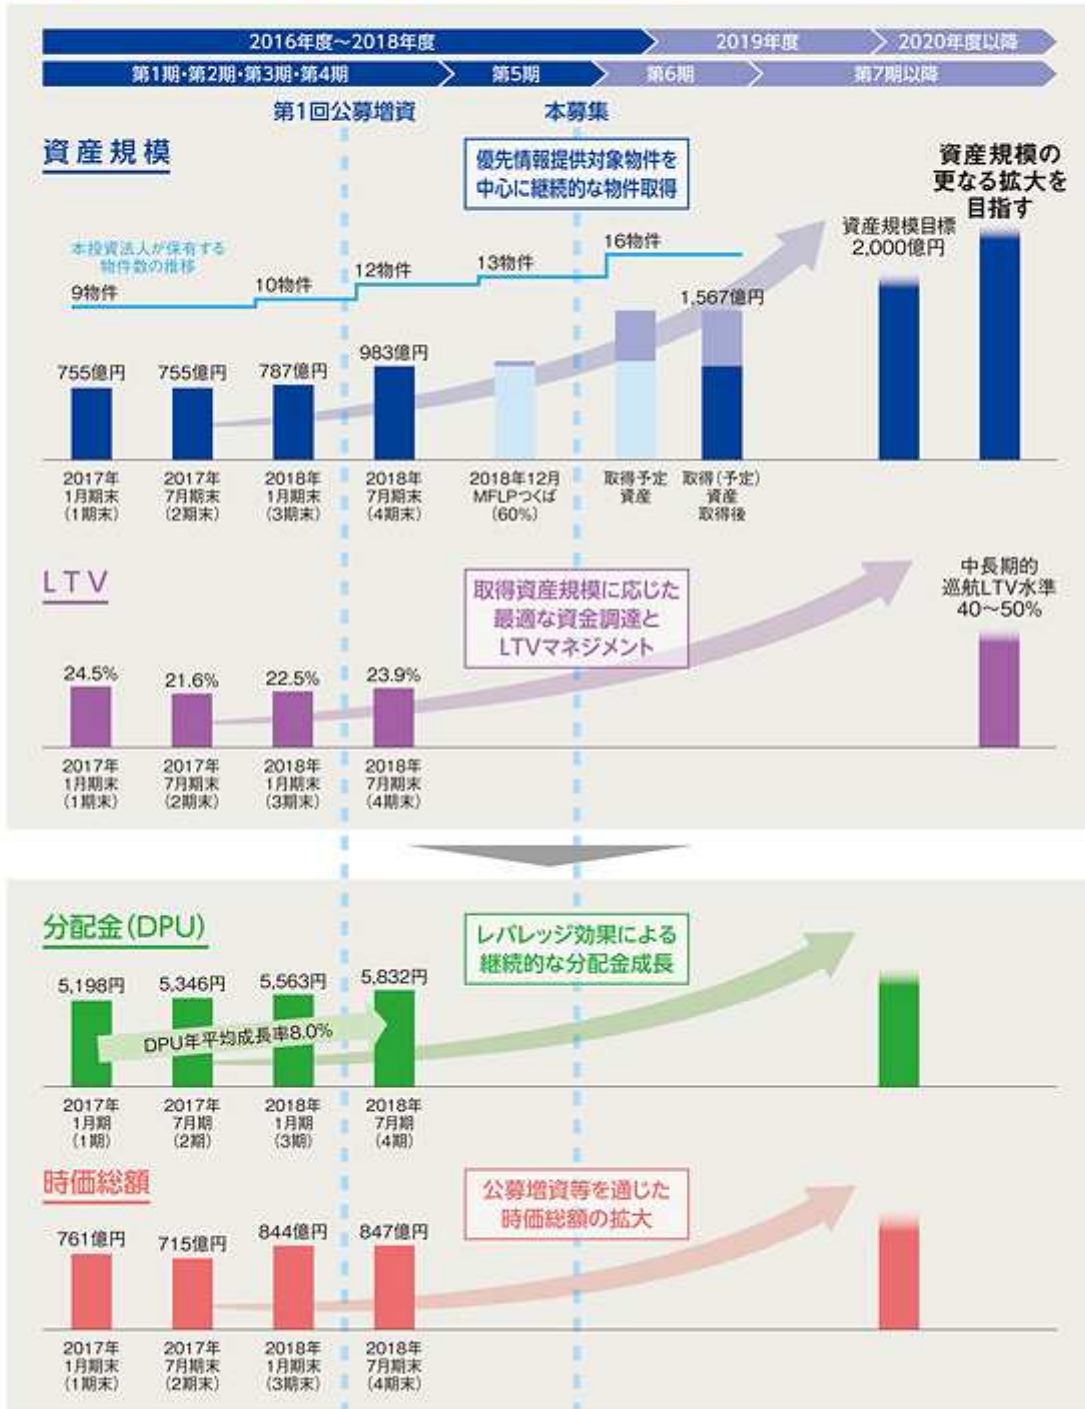 2016年度～2018年度
2019年度
2020年度以降
第1期・第2期・第3期・第4期
第5期
第6期
第7期以降
第1回公募増資
本募集
資産規模
優先情報提供対象物件を
中心に継続的な物件取得
資産規模の
更なる拡大を
目指す
資産規模目標
2,000億円
本投資法人が保有する
物件数の推移
9物件
10物件
12物件
13物件
16物件
755億円
755億円
787億円
983億円
1,567億円
2017年
1月期末
(1期末)
2017年
7月期末
(2期末)
2018年
1月期末
(3期末)
2018年
7月期末
(4期末)
2018年12月
MFLPつくば
(60%)
取得予定
資産
取得(予定)
資産
取得後
LTV
取得資産規模に応じた
最適な資金調達と
LTVマネジメント
中長期的
巡航LTV水準
40～50%
24.5%
21.6%
22.5%
23.9%
2017年
1月期末
(1期末)
2017年
7月期末
(2期末)
2018年
1月期末
(3期末)
2018年
7月期末
(4期末)
分配金(DPU)
レバレッジ効果による
継続的な分配金成長
5,198円
5,346円
5,563円
5,832円
DPU年平均成長率8.0%
2017年
1月期
(1期)
2017年
7月期
(2期)
2018年
1月期
(3期)
2018年
7月期
(4期)
時価総額
公募増資等を通じた
時価総額の拡大
761億円
715億円
844億円
847億円
2017年
1月期末
(1期末)
2017年
7月期末
(2期末)
2018年
1月期末
(3期末)
2018年
7月期末
(4期末)